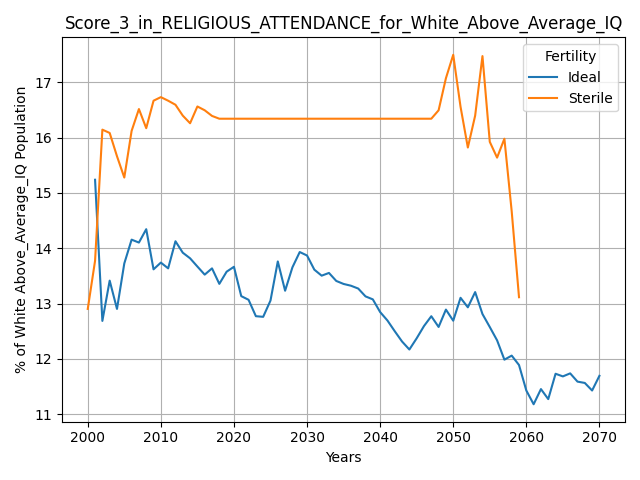 Score_3_in_RELIGIOUS_ATTENDANCE_for_White_Above_Average_IQ
% of White Above_Average_IQ Population
17
16
15
14
13
12
11
Fertility
Ideal
Sterile
2000 2010 2020 2030 2040 2050 2060 2070
Years